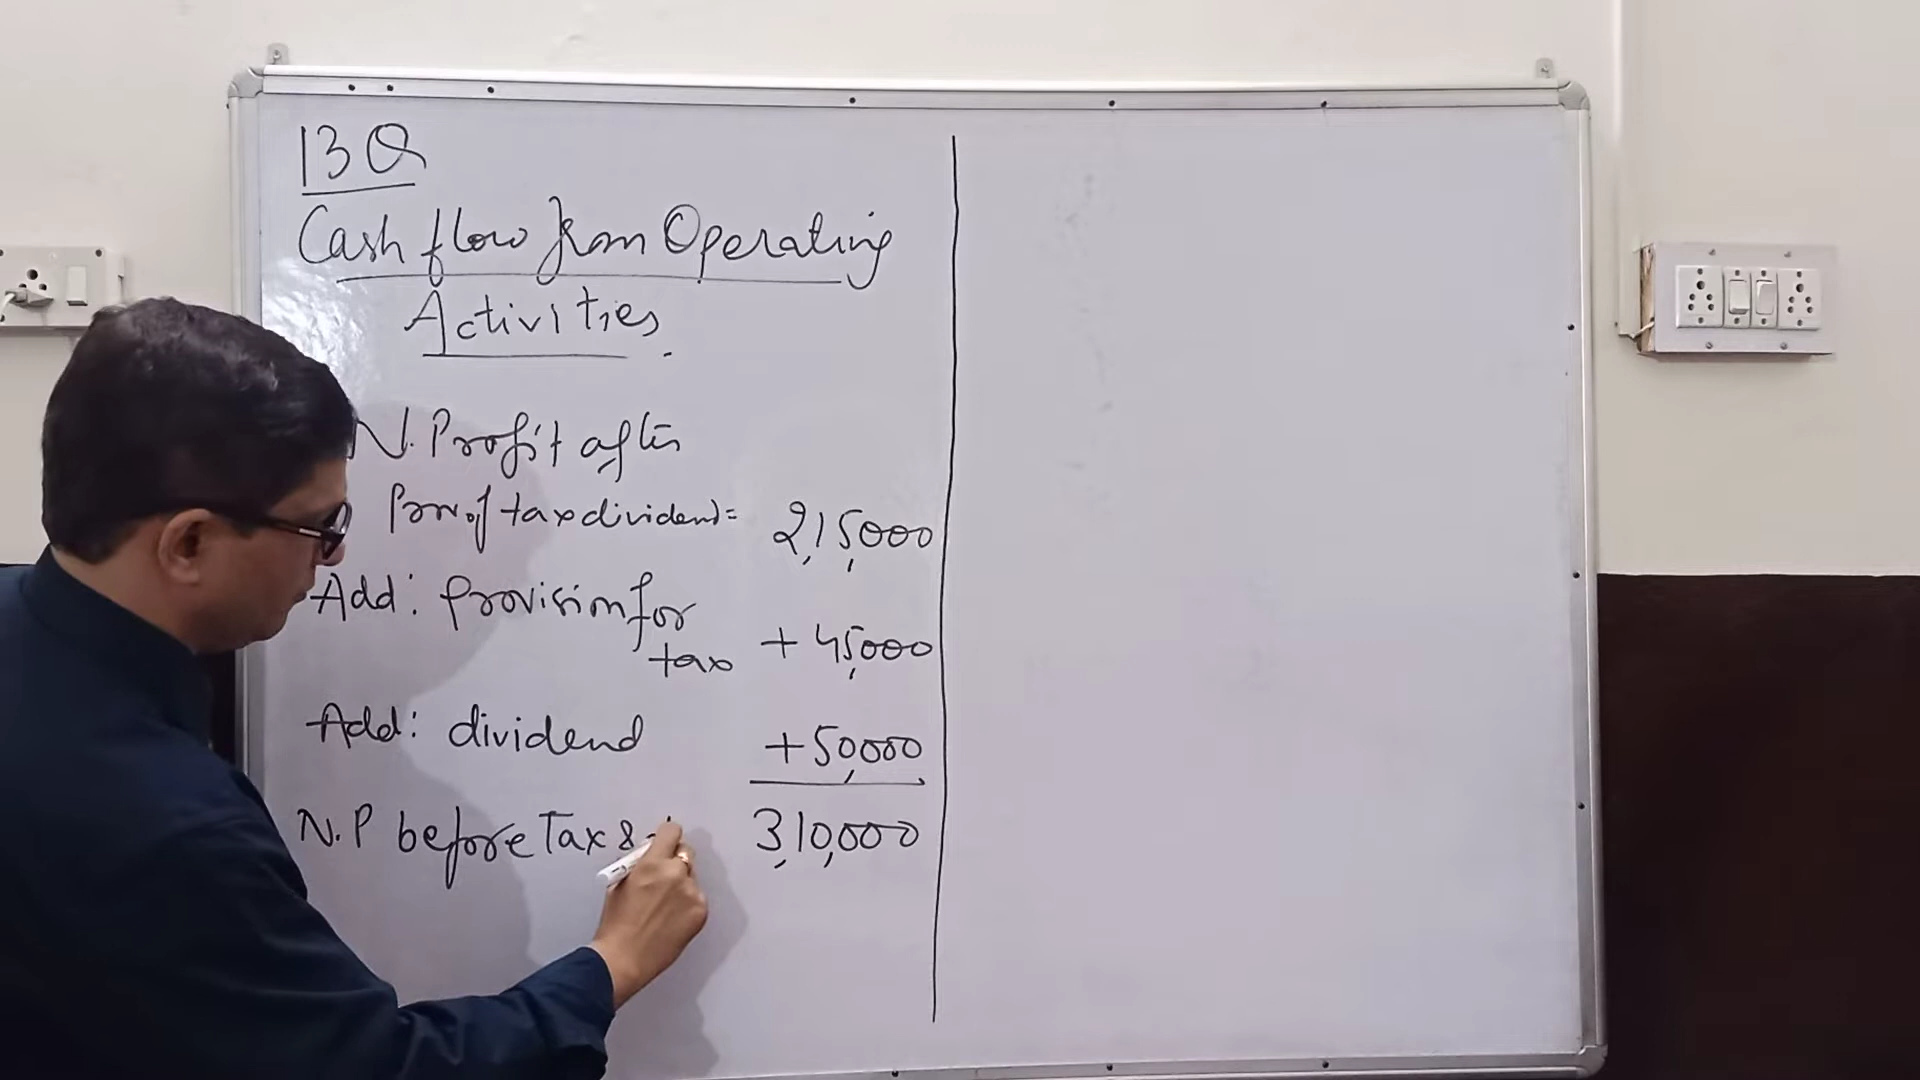 13Q
Cash flow from Operating
Activities.
N. Profit after
Prov. of tax dividend = 2,15,000
Add: provision for
tax + 45,000
Add: dividend + 50,000
N.P before Tax & 3,10,000